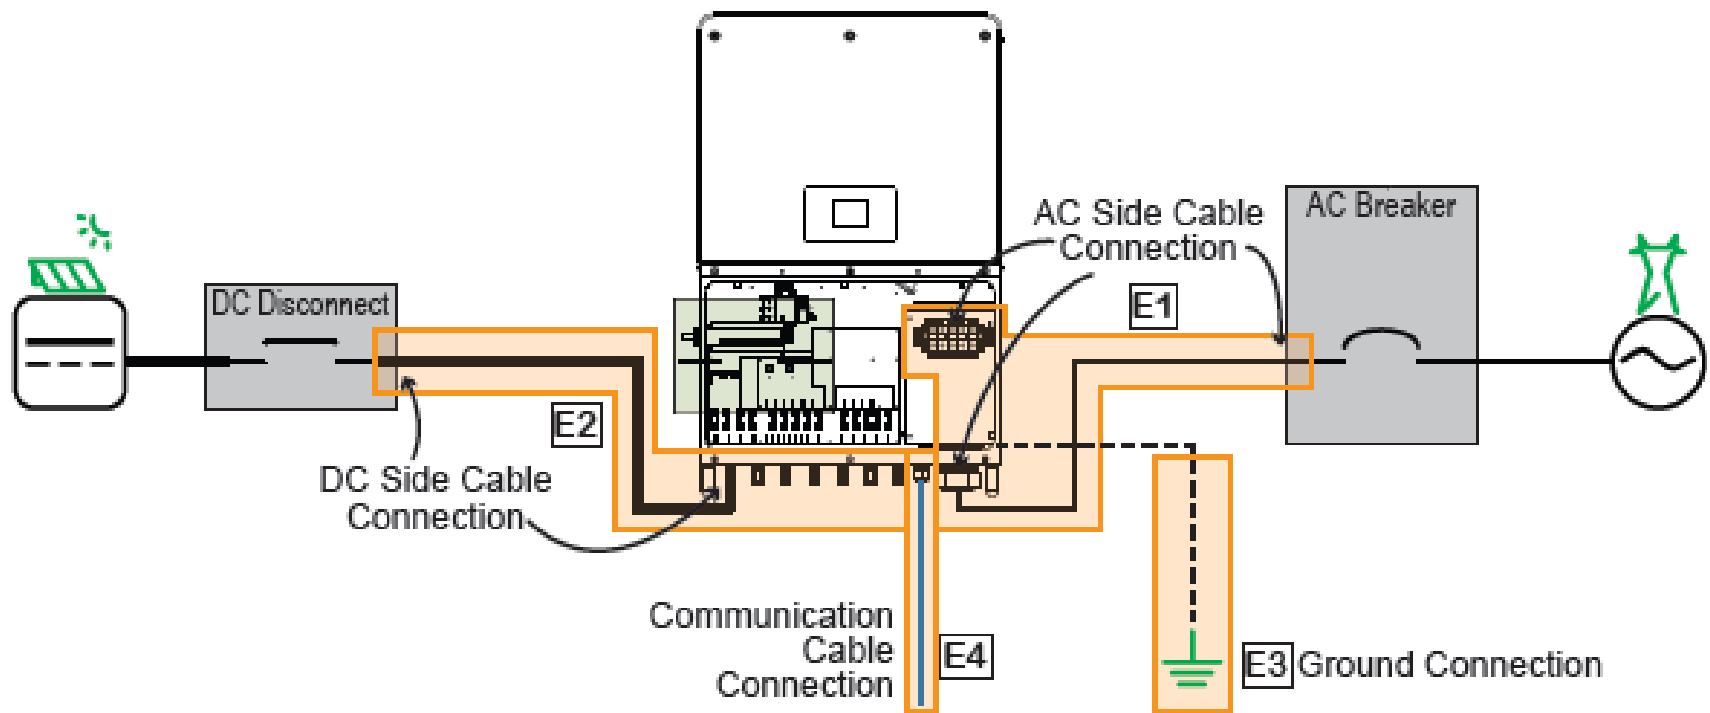 AC Side Cable
Connection
AC Breaker
DC Disconnect
E1
E2
DC Side Cable
Connection
Communication
Cable
Connection
E4
E3 Ground Connection